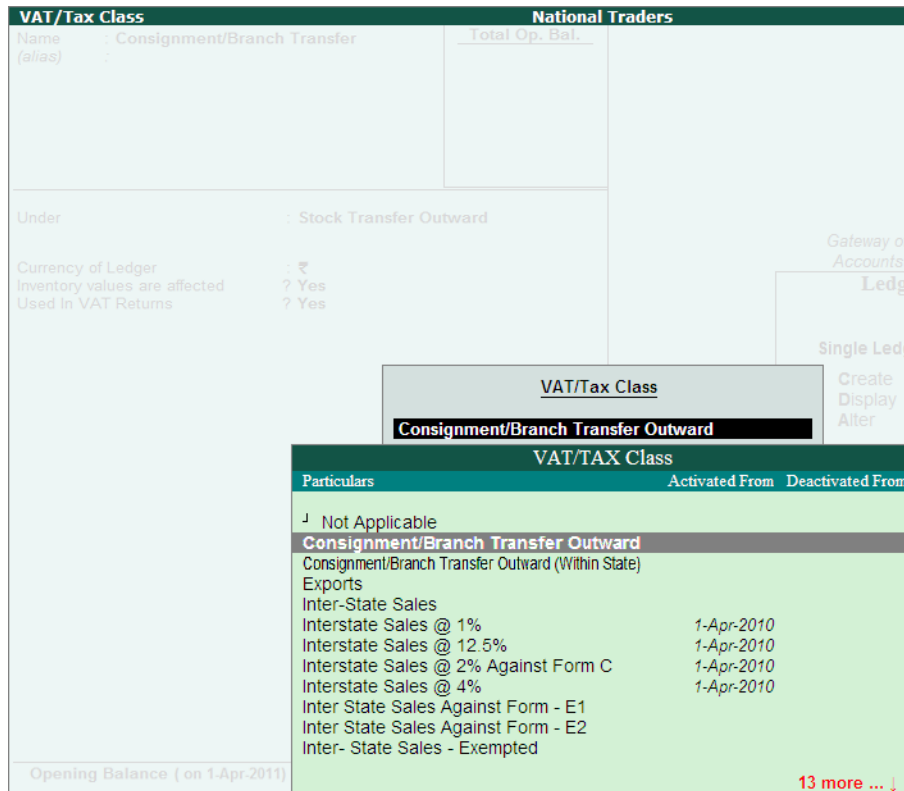 VAT/Tax Class National Traders
Name : Consignment/Branch Transfer Total Op. Bal.
(alias) :
Under : Stock Transfer Outward
Gateway o
Currency of Ledger : ₹ Accounts
Inventory values are affected ? Yes Ledg
Used In VAT Returns ? Yes
Single Led
VAT/Tax Class Create
Display
Consignment/Branch Transfer Outward Alter
VAT/TAX Class
Particulars Activated From Deactivated From
┘ Not Applicable
Consignment/Branch Transfer Outward
Consignment/Branch Transfer Outward (Within State)
Exports
Inter-State Sales
Interstate Sales @ 1% 1-Apr-2010
Interstate Sales @ 12.5% 1-Apr-2010
Interstate Sales @ 2% Against Form C 1-Apr-2010
Interstate Sales @ 4% 1-Apr-2010
Inter State Sales Against Form - E1
Inter State Sales Against Form - E2
Inter- State Sales - Exempted
Opening Balance ( on 1-Apr-2011) 13 more ... ↓